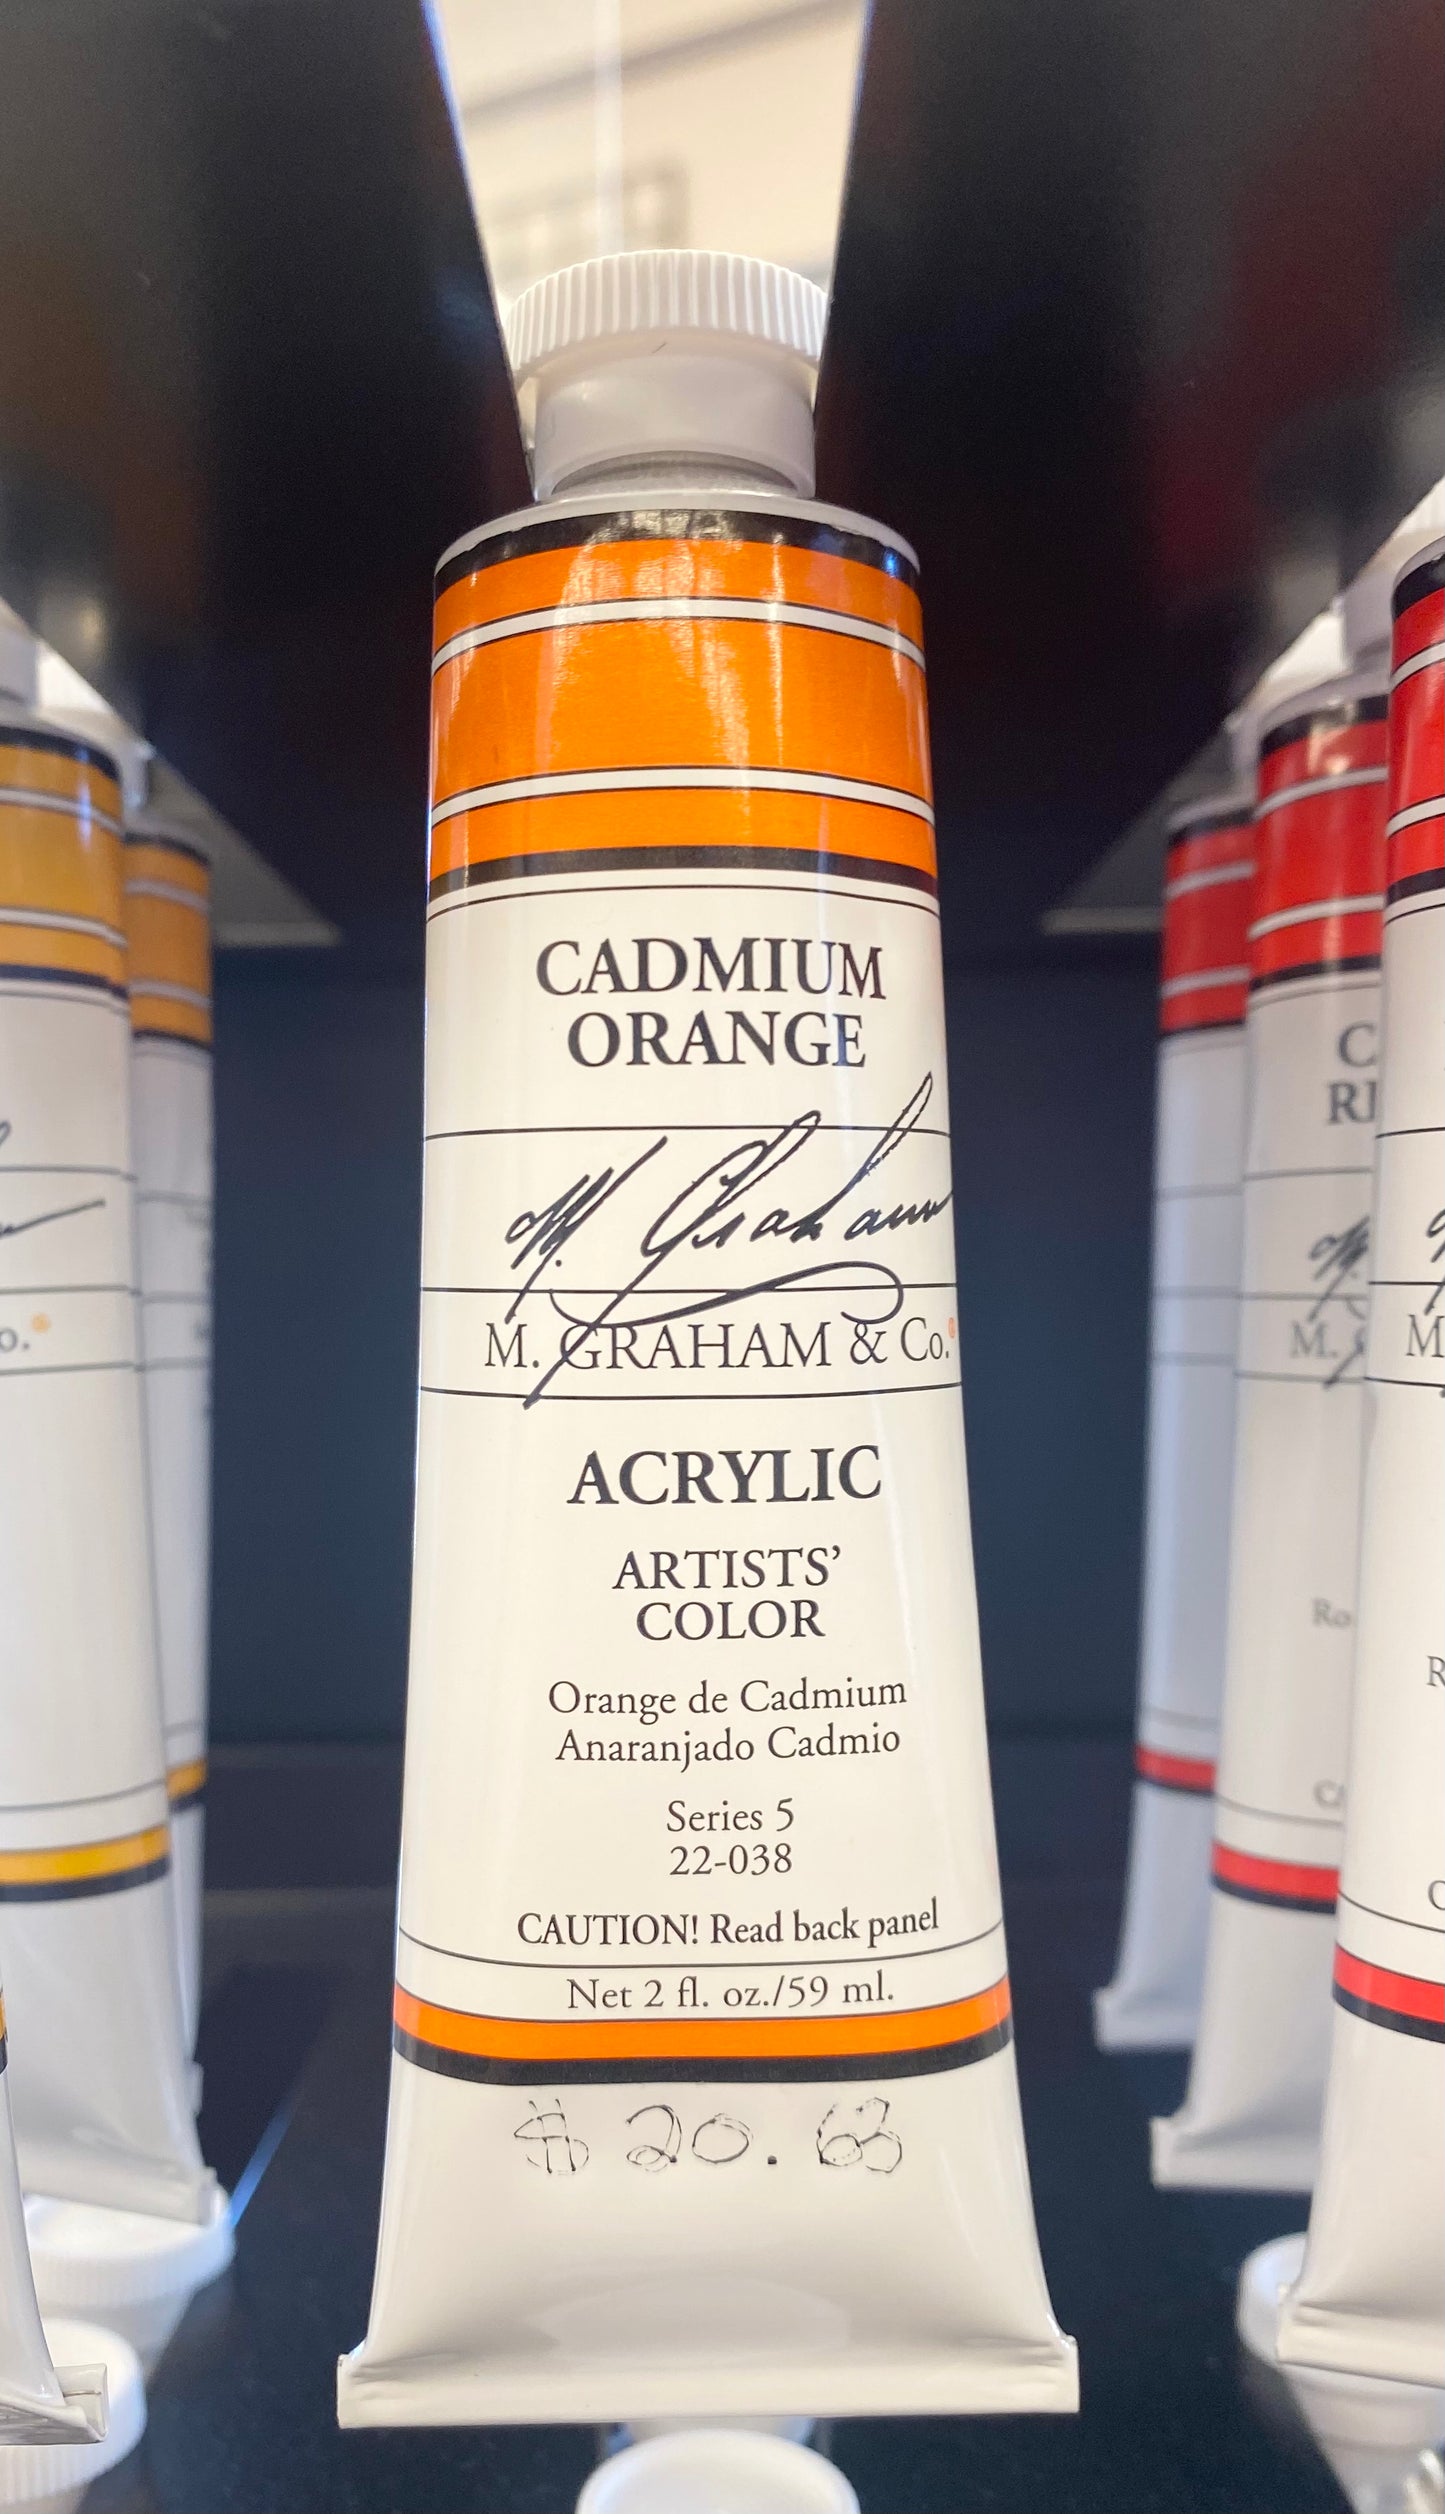 CADMIUM
ORANGE
M. Graham
M. GRAHAM & Co.®
ACRYLIC
ARTISTS'
COLOR
Orange de Cadmium
Anaranjado Cadmio
Series 5
22-038
CAUTION! Read back panel
Net 2 fl. oz./59 ml.
$ 20.63